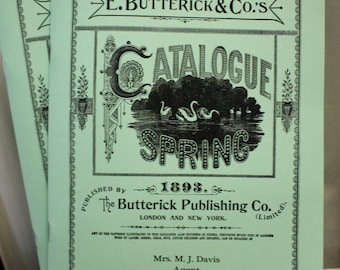 E. BUTTERICK & CO.'S
CATALOGUE
SPRING
PUBLISHED BY
1893.
The Butterick Publishing Co.
(Limited)
LONDON AND NEW YORK.
Mrs. M. J. Davis
Agent